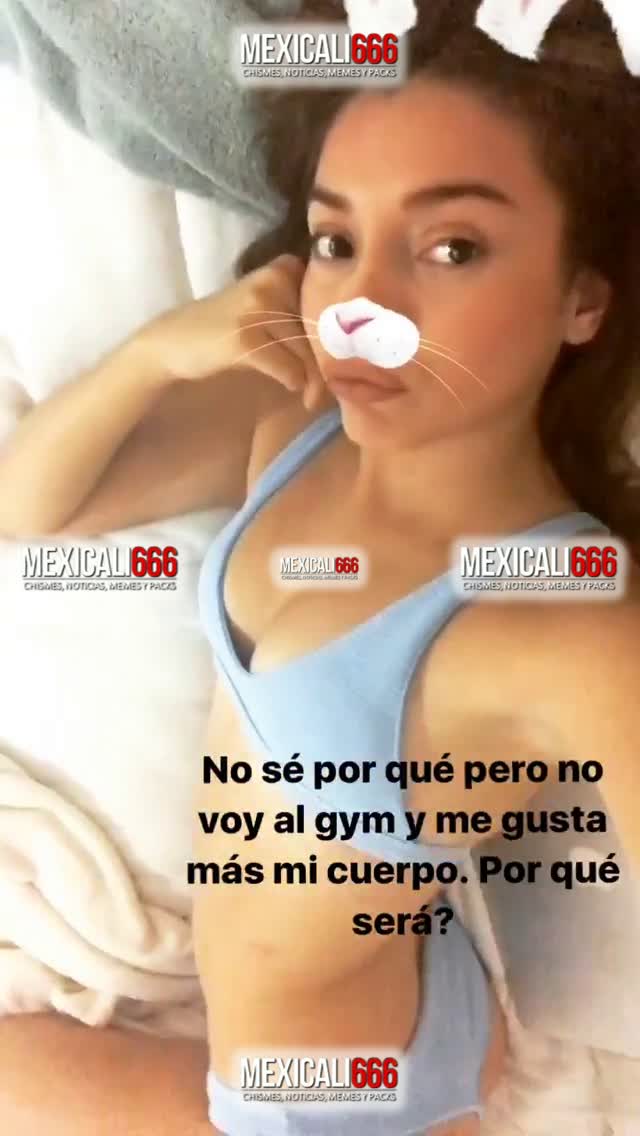 MEXICALI666
CHISMES, NOTICIAS, MEMES Y PACKS
MEXICALI666
CHISMES, NOTICIAS, MEMES Y PACKS
MEXICALI666
CHISMES, NOTICIAS, MEMES Y PACKS
MEXICALI666
CHISMES, NOTICIAS, MEMES Y PACKS
No sé por qué pero no
voy al gym y me gusta
más mi cuerpo. Por qué
será?
MEXICALI666
CHISMES, NOTICIAS, MEMES Y PACKS